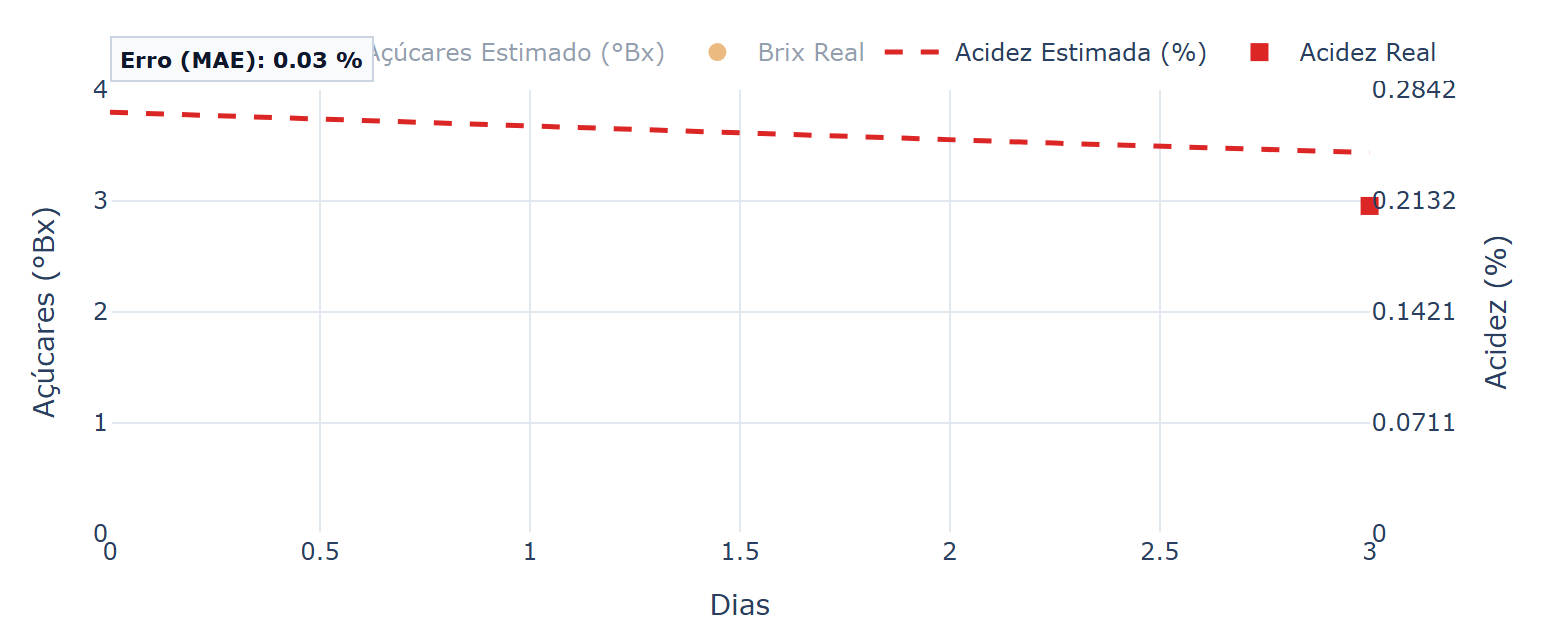 Erro (MAE): 0.03 %
Açúcares Estimado (°Bx)
Brix Real
Acidez Estimada (%)
Acidez Real
4
3
2
1
0
Açúcares (°Bx)
0.2842
0.2132
0.1421
0.0711
0
Acidez (%)
0
0.5
1
1.5
2
2.5
3
Dias